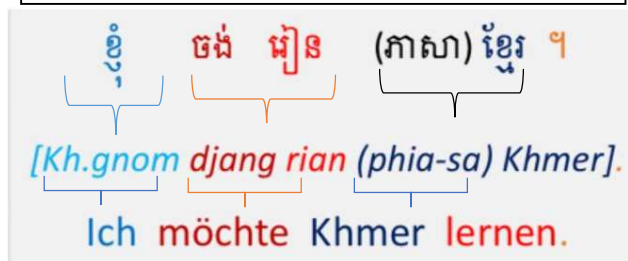 ខ្ញុំ ចង់ រៀន (ភាសា) ខ្មែរ ។
[Kh.gnom djang rian (phia-sa) Khmer].
Ich möchte Khmer lernen.